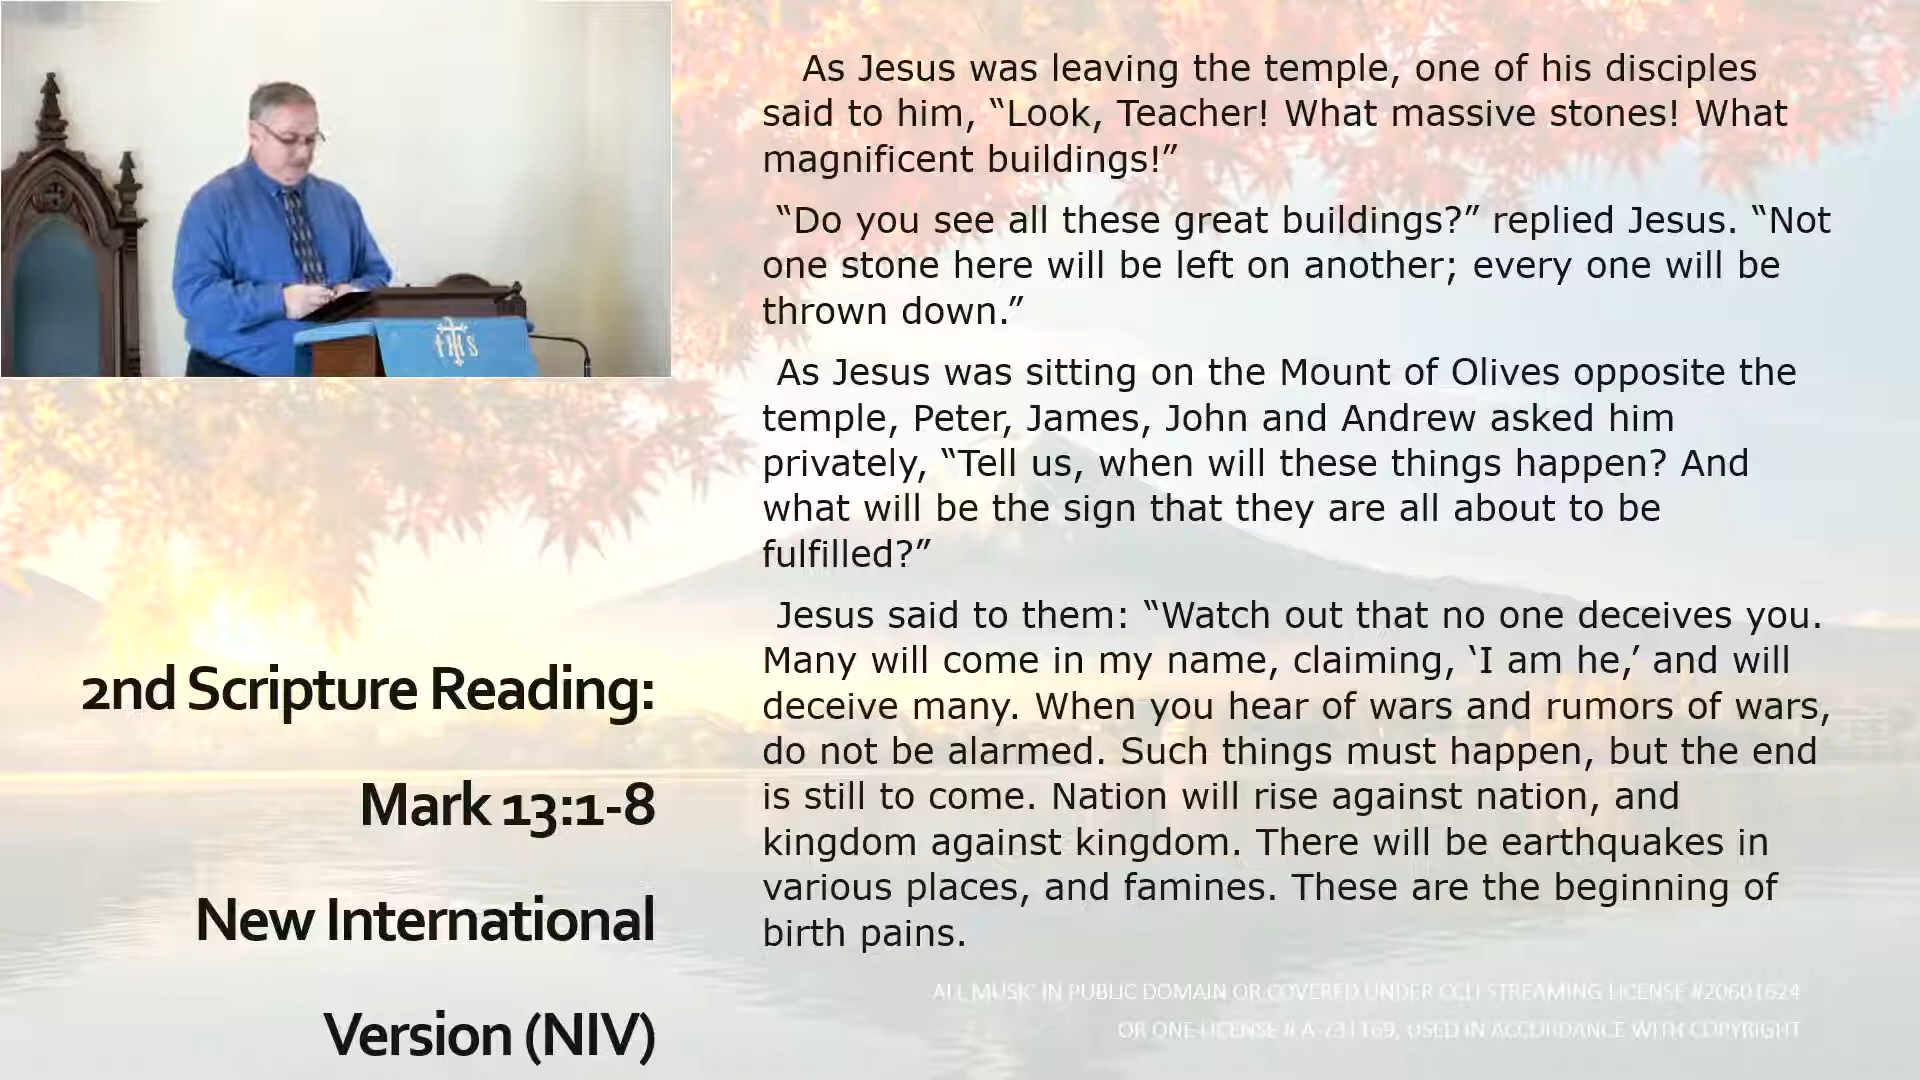 As Jesus was leaving the temple, one of his disciples
said to him, “Look, Teacher! What massive stones! What
magnificent buildings!”
“Do you see all these great buildings?” replied Jesus. “Not
one stone here will be left on another; every one will be
thrown down.”
As Jesus was sitting on the Mount of Olives opposite the
temple, Peter, James, John and Andrew asked him
privately, “Tell us, when will these things happen? And
what will be the sign that they are all about to be
fulfilled?”
Jesus said to them: “Watch out that no one deceives you.
Many will come in my name, claiming, ‘I am he,’ and will
deceive many. When you hear of wars and rumors of wars,
do not be alarmed. Such things must happen, but the end
is still to come. Nation will rise against nation, and
kingdom against kingdom. There will be earthquakes in
various places, and famines. These are the beginning of
birth pains.
2nd Scripture Reading:
Mark 13:1-8
New International
Version (NIV)
IHS
ALL MUSIC IN PUBLIC DOMAIN OR COVERED UNDER CCLI STREAMING LICENSE #20601624
OR ONE LICENSE # A-731169, USED IN ACCORDANCE WITH COPYRIGHT